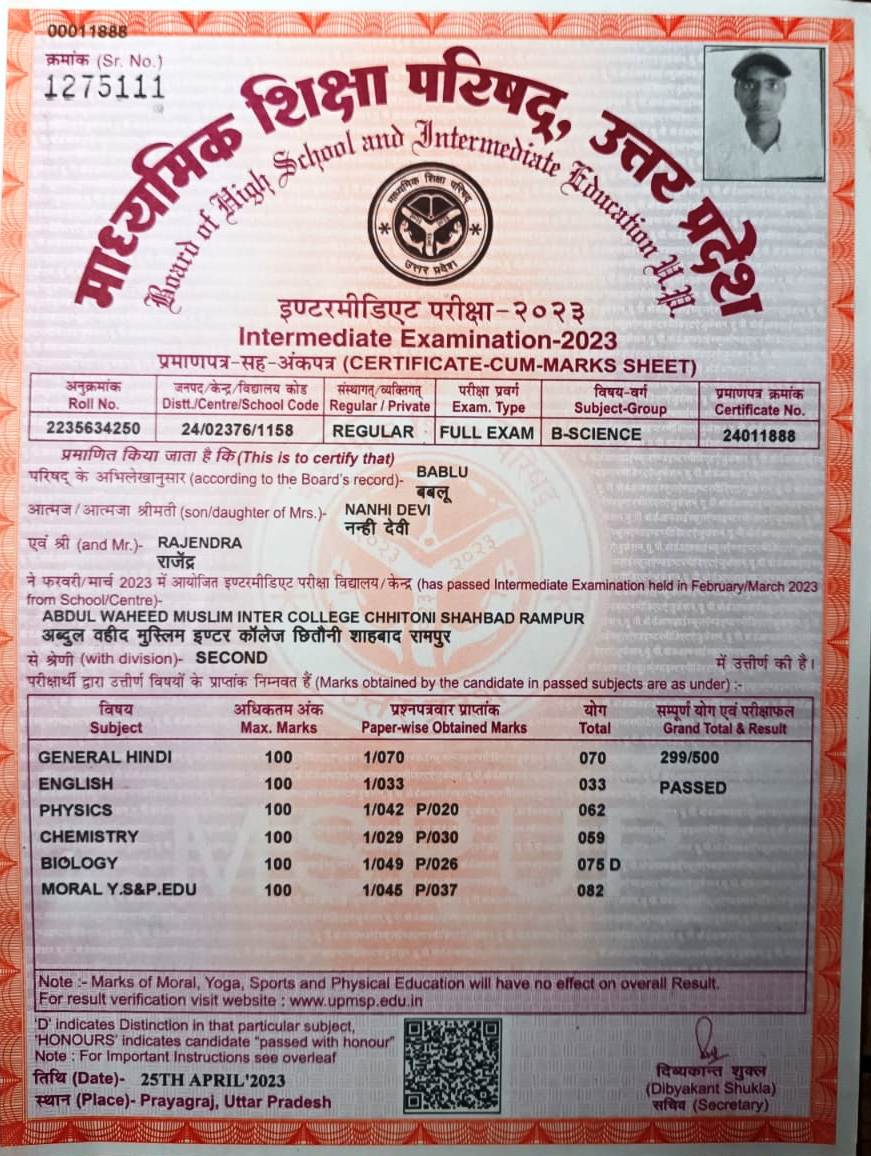 00011888
क्रमांक (Sr. No.)
1275111
माध्यमिक शिक्षा परिषद्, उत्तर प्रदेश
Board of High School and Intermediate Education U.P.
माध्यमिक शिक्षा परिषद
उत्तर प्रदेश
इण्टरमीडिएट परीक्षा-२०२३
Intermediate Examination-2023
प्रमाणपत्र-सह-अंकपत्र (CERTIFICATE-CUM-MARKS SHEET)
अनुक्रमांक जनपद/केन्द्र/विद्यालय कोड संस्थागत/व्यक्तिगत परीक्षा प्रवर्ग विषय-वर्ग प्रमाणपत्र क्रमांक
Roll No. Distt./Centre/School Code Regular / Private Exam. Type Subject-Group Certificate No.
2235634250 24/02376/1158 REGULAR FULL EXAM B-SCIENCE 24011888
प्रमाणित किया जाता है कि (This is to certify that)
परिषद् के अभिलेखानुसार (according to the Board's record)- BABLU
बबलू
आत्मज/आत्मजा श्रीमती (son/daughter of Mrs.)- NANHI DEVI
नन्ही देवी
एवं श्री (and Mr.)- RAJENDRA
राजेंद्र
ने फरवरी/मार्च 2023 में आयोजित इण्टरमीडिएट परीक्षा विद्यालय/केन्द्र (has passed Intermediate Examination held in February/March 2023
from School/Centre)-
ABDUL WAHEED MUSLIM INTER COLLEGE CHHITONI SHAHBAD RAMPUR
अब्दुल वहीद मुस्लिम इण्टर कॉलेज छितौनी शाहबाद रामपुर
से श्रेणी (with division)- SECOND में उत्तीर्ण की है।
परीक्षार्थी द्वारा उत्तीर्ण विषयों के प्राप्तांक निम्नवत हैं (Marks obtained by the candidate in passed subjects are as under) :-
विषय अधिकतम अंक प्रश्नपत्रवार प्राप्तांक योग सम्पूर्ण योग एवं परीक्षाफल
Subject Max. Marks Paper-wise Obtained Marks Total Grand Total & Result
GENERAL HINDI 100 1/070 070 299/500
ENGLISH 100 1/033 033 PASSED
PHYSICS 100 1/042 P/020 062
CHEMISTRY 100 1/029 P/030 059
BIOLOGY 100 1/049 P/026 075 D
MORAL Y.S&P.EDU 100 1/045 P/037 082
MSPUP
Note :- Marks of Moral, Yoga, Sports and Physical Education will have no effect on overall Result.
For result verification visit website : www.upmsp.edu.in
'D' indicates Distinction in that particular subject,
'HONOURS' indicates candidate "passed with honour"
Note : For Important Instructions see overleaf
तिथि (Date)- 25TH APRIL'2023
स्थान (Place)- Prayagraj, Uttar Pradesh
दिब्यकान्त शुक्ल
(Dibyakant Shukla)
सचिव (Secretary)